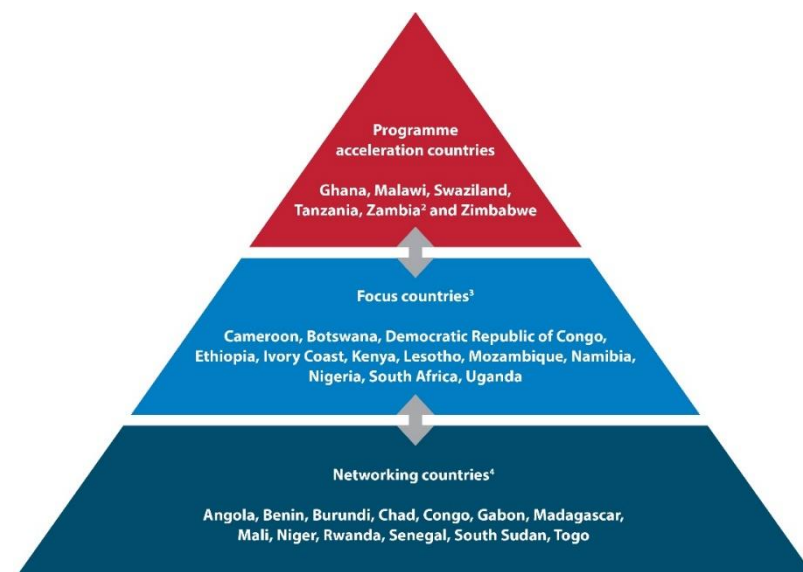 Programme
acceleration countries
Ghana, Malawi, Swaziland,
Tanzania, Zambia² and Zimbabwe
Focus countries³
Cameroon, Botswana, Democratic Republic of Congo,
Ethiopia, Ivory Coast, Kenya, Lesotho, Mozambique, Namibia,
Nigeria, South Africa, Uganda
Networking countries⁴
Angola, Benin, Burundi, Chad, Congo, Gabon, Madagascar,
Mali, Niger, Rwanda, Senegal, South Sudan, Togo